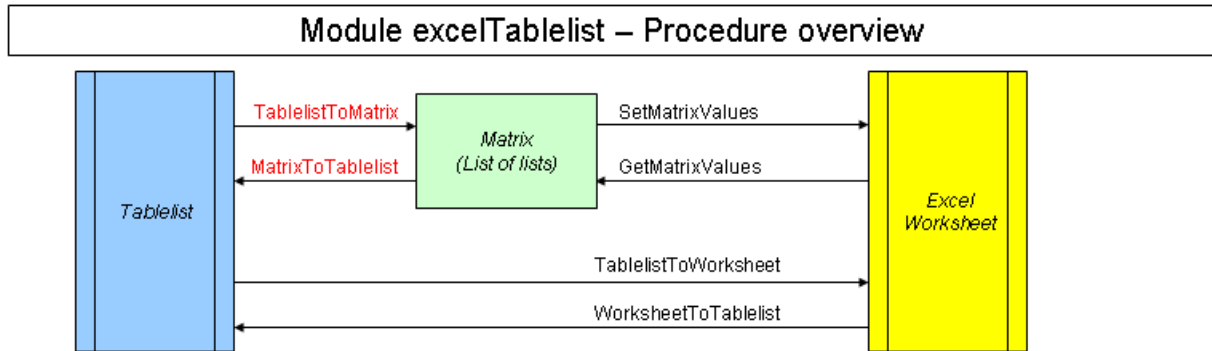 Module excelTablelist – Procedure overview
TablelistToMatrix
SetMatrixValues
Matrix
(List of lists)
MatrixToTablelist
GetMatrixValues
Tablelist
Excel
Worksheet
TablelistToWorksheet
WorksheetToTablelist